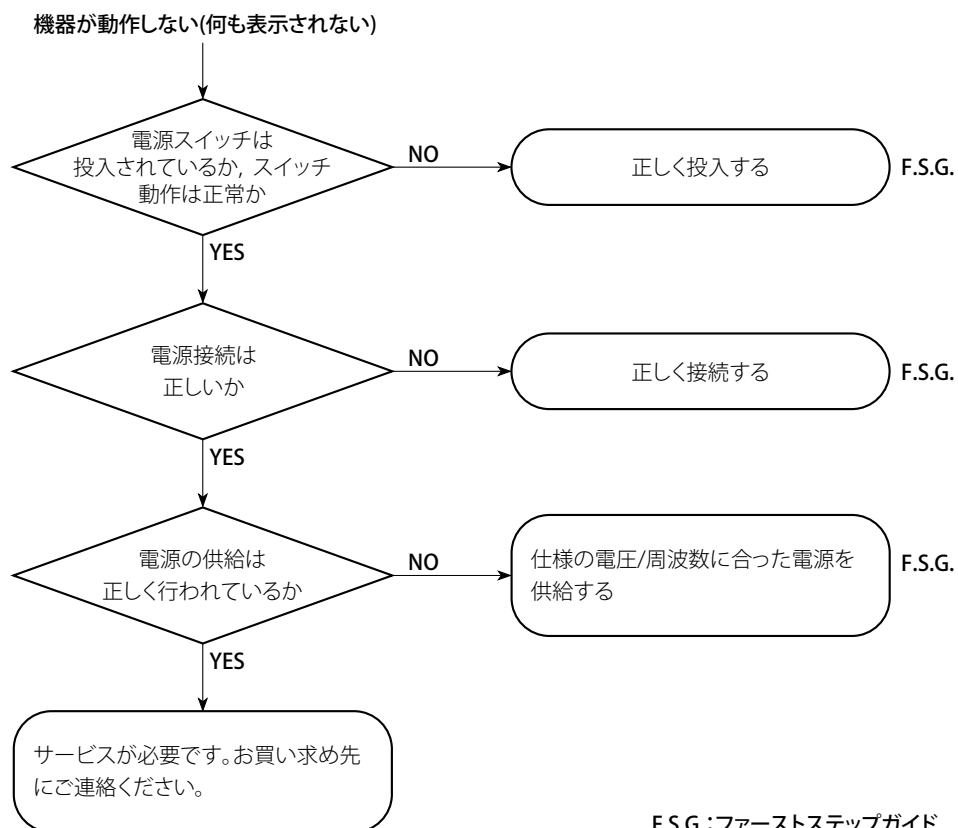 機器が動作しない(何も表示されない)
電源スイッチは
投入されているか, スイッチ
動作は正常か
NO
正しく投入する
F.S.G.
YES
電源接続は
正しいか
NO
正しく接続する
F.S.G.
YES
電源の供給は
正しく行われているか
NO
仕様の電圧/周波数に合った電源を
供給する
F.S.G.
YES
サービスが必要です。お買い求め先
にご連絡ください。
F.S.G.：ファーストステップガイド